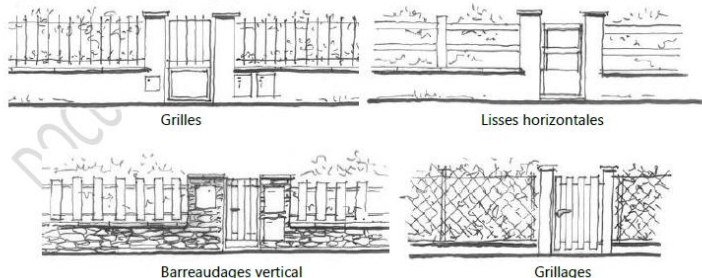 Grilles
Lisses horizontales
Barreaudages vertical
Grillages